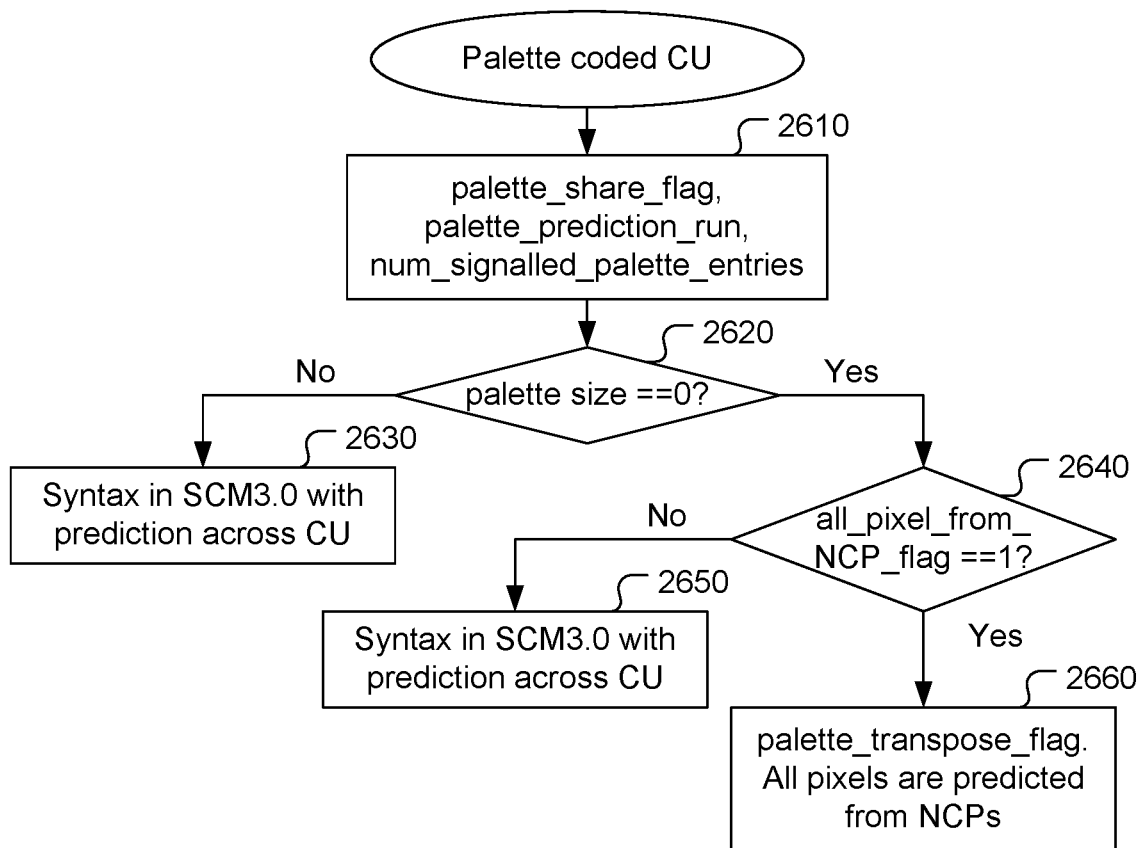 Palette coded CU
2610
palette_share_flag,
palette_prediction_run,
num_signalled_palette_entries
2620
No
palette size ==0?
Yes
2630
Syntax in SCM3.0 with
prediction across CU
2640
No
all_pixel_from_
NCP_flag ==1?
2650
Syntax in SCM3.0 with
prediction across CU
Yes
2660
palette_transpose_flag.
All pixels are predicted
from NCPs